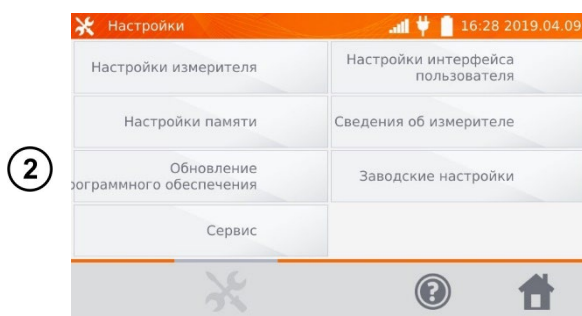 Настройки 16:28 2019.04.09
Настройки измерителя
Настройки интерфейса
пользователя
Настройки памяти
Сведения об измерителе
2
Обновление
рограммного обеспечения
Заводские настройки
Сервис
?